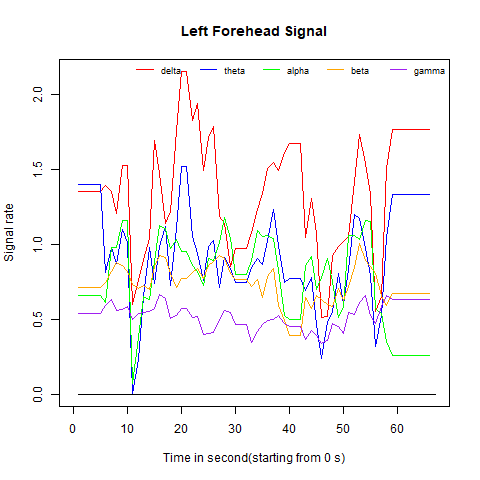 Left Forehead Signal
delta theta alpha beta gamma
Signal rate
2.0
1.5
1.0
0.5
0.0
0 10 20 30 40 50 60
Time in second(starting from 0 s)